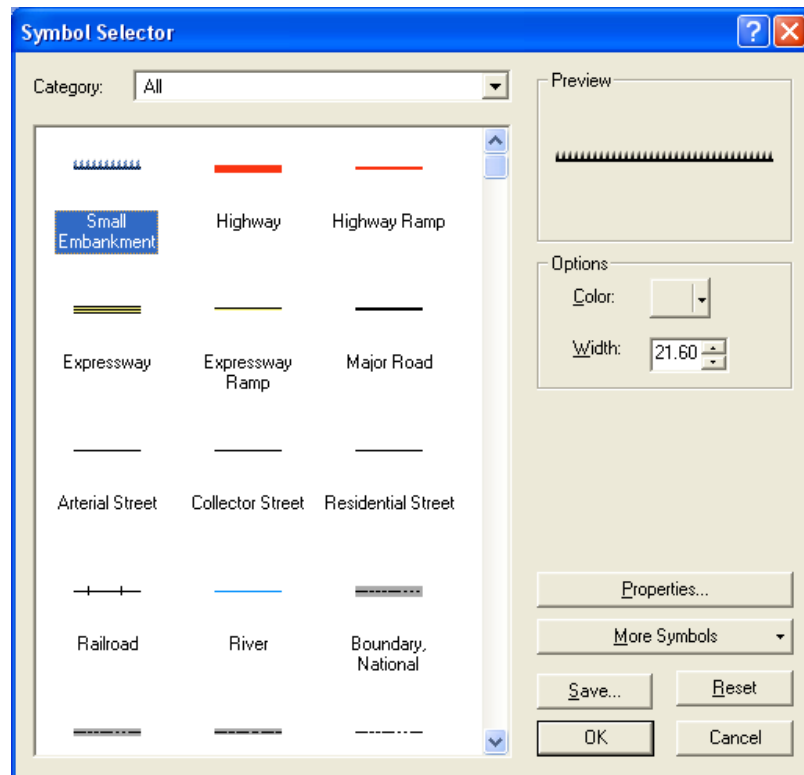 Symbol Selector
Category:
All
Small
Embankment
Highway
Highway Ramp
Expressway
Expressway
Ramp
Major Road
Arterial Street
Collector Street
Residential Street
Railroad
River
Boundary,
National
Preview
Options
Color:
Width:
21.60
Properties...
More Symbols
Save...
Reset
OK
Cancel